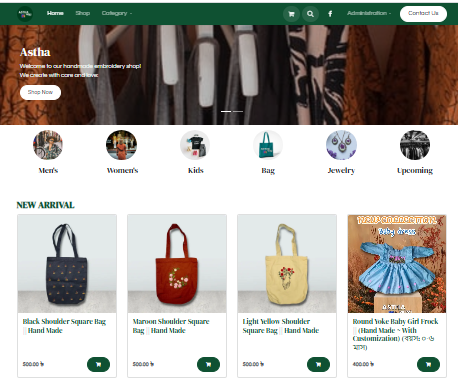 Home Shop Category Administration Contact Us
Astha
Welcome to our handmade embroidery shop!
We create with care and love.
Shop Now
Men's Women's Kids Bag Jewelry Upcoming
NEW ARRIVAL
Black Shoulder Square Bag
|| Hand Made
Maroon Shoulder Square
Bag || Hand Made
Light Yellow Shoulder
Square Bag || Hand Made
Baby dress
Round Yoke Baby Girl Frock
|| (Hand Made ~ With
Customization) (বয়সঃ ০-৬
মাস)
500.00 ৳
500.00 ৳
500.00 ৳
400.00 ৳